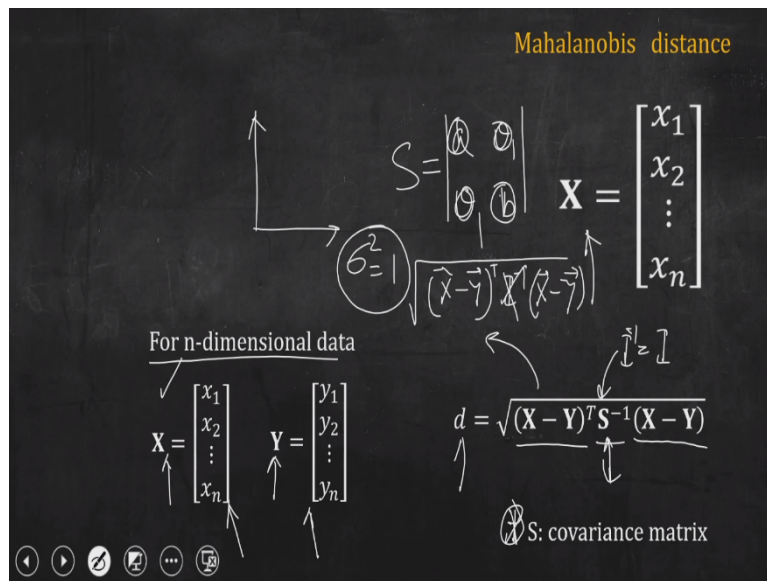 Mahalanobis distance
S = | a 0 |
| 0 b |
X = [x₁ x₂ ⋮ xₙ]
σ² = 1
√(X⃗ − Y⃗)ᵀ I⁻¹ (X⃗ − Y⃗)
For n-dimensional data
I⁻¹ = I
X = [x₁ x₂ ⋮ xₙ] Y = [y₁ y₂ ⋮ yₙ]
d = √(X − Y)ᵀ S⁻¹ (X − Y)
S: covariance matrix